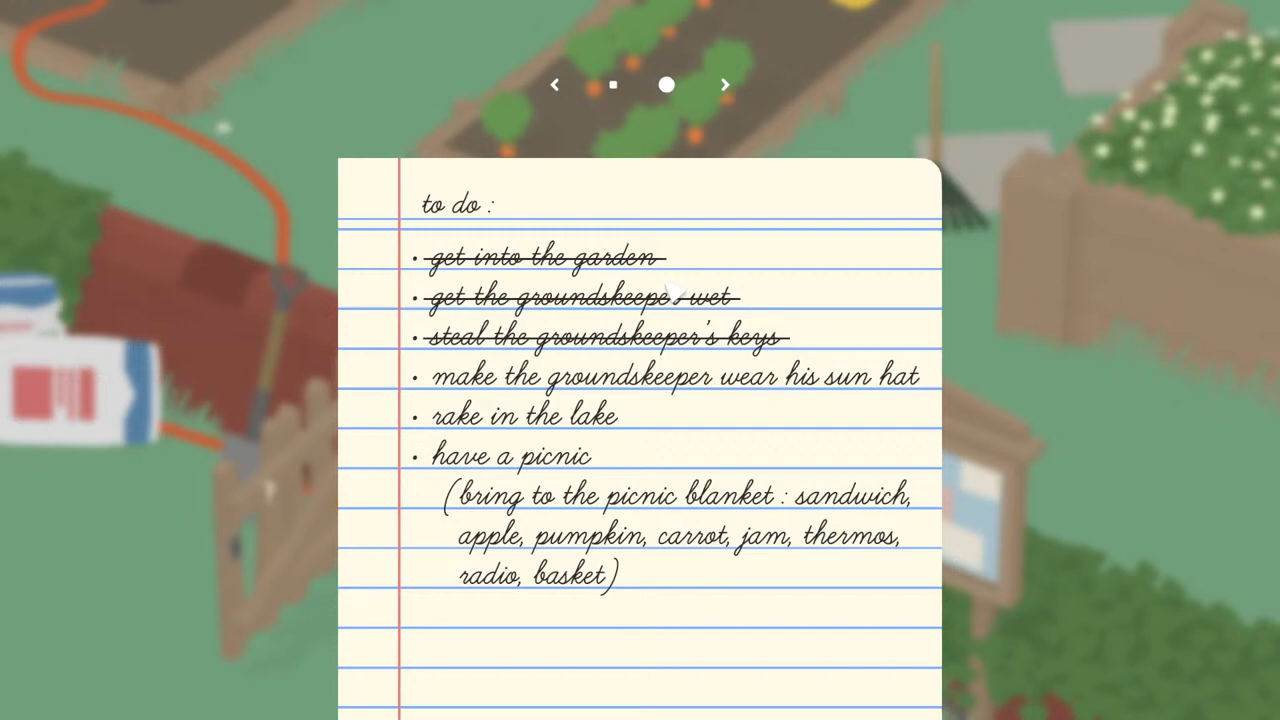 to do :
• get into the garden
• get the groundskeeper wet
• steal the groundskeeper's keys
• make the groundskeeper wear his sun hat
• rake in the lake
• have a picnic
(bring to the picnic blanket : sandwich,
apple, pumpkin, carrot, jam, thermos,
radio, basket)